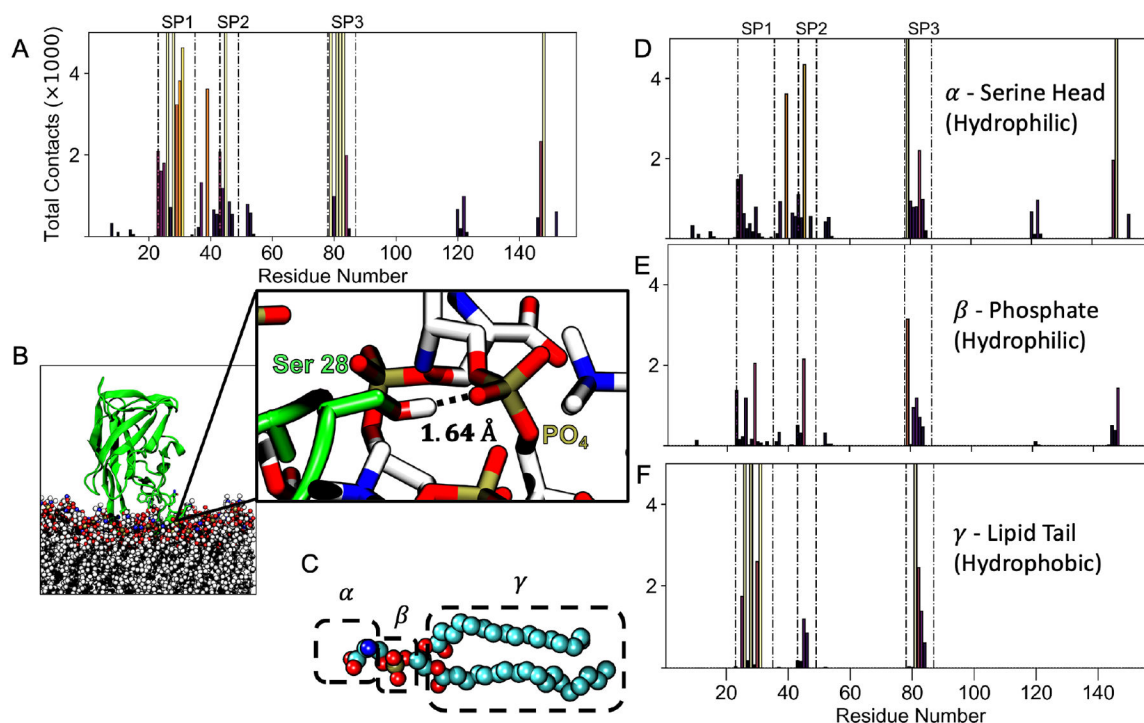 SP1 SP2 SP3
A
4
2
Total Contacts (×1000)
20 40 60 80 100 120 140
Residue Number
B
Ser 28
1.64 Å
PO4
C
α
β
γ
SP1 SP2 SP3
D
4
2
α - Serine Head
(Hydrophilic)
E
4
2
β - Phosphate
(Hydrophilic)
F
4
2
γ - Lipid Tail
(Hydrophobic)
20 40 60 80 100 120 140
Residue Number